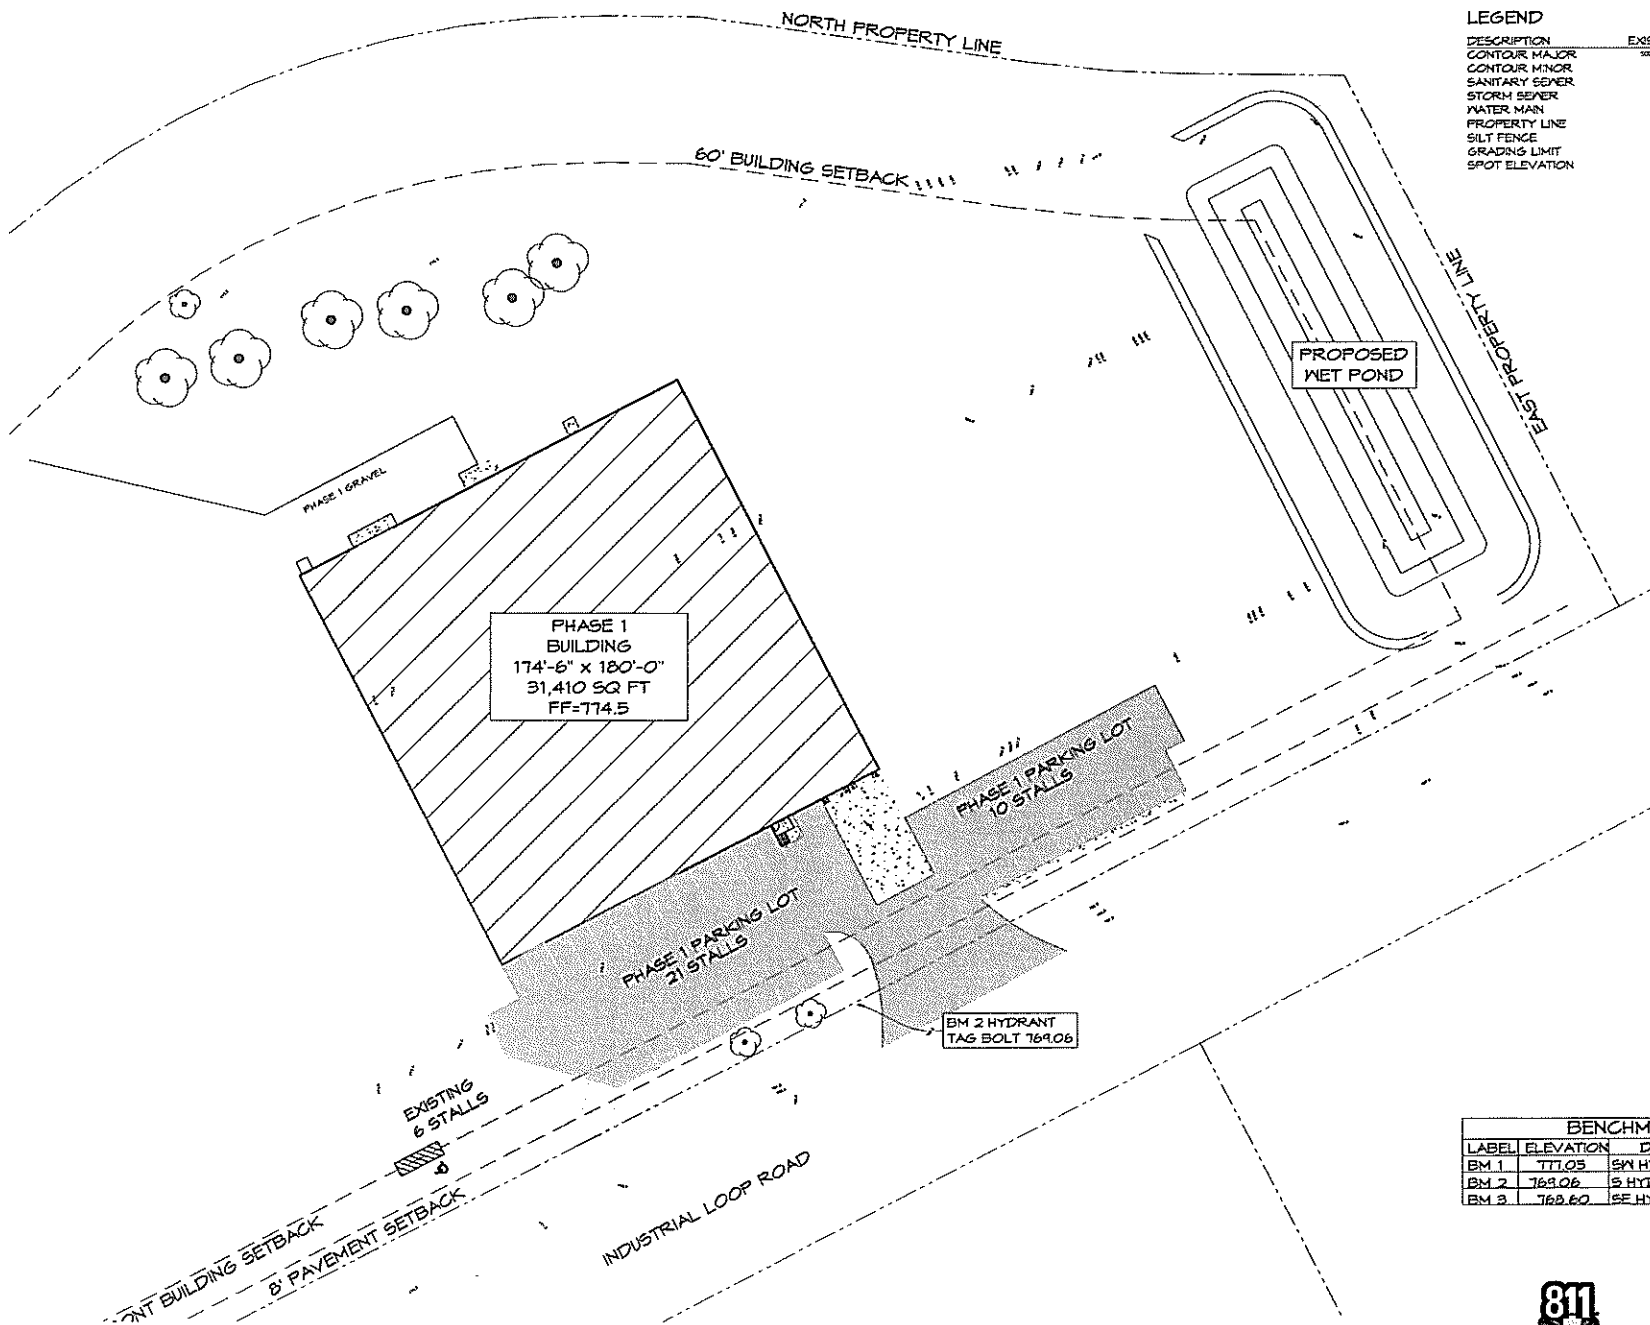 NORTH PROPERTY LINE
LEGEND
DESCRIPTION
CONTOUR MAJOR
CONTOUR MINOR
SANITARY SEWER
STORM SEWER
WATER MAIN
PROPERTY LINE
SILT FENCE
GRADING LIMIT
SPOT ELEVATION
60' BUILDING SETBACK
EAST PROPERTY LINE
PROPOSED
WET POND
PHASE 1 GRAVEL
PHASE 1
BUILDING
174'-6" x 180'-0"
31,410 SQ FT
FF=774.5
PHASE 1 PARKING LOT
10 STALLS
PHASE 1 PARKING LOT
21 STALLS
BM 2 HYDRANT
TAG BOLT 769.06
EXISTING
6 STALLS
INDUSTRIAL LOOP ROAD
BUILDING SETBACK
8' PAVEMENT SETBACK
LABEL ELEVATION
BM 1 777.05 SW
BM 2 769.06 S
BM 3 768.60 SE
811